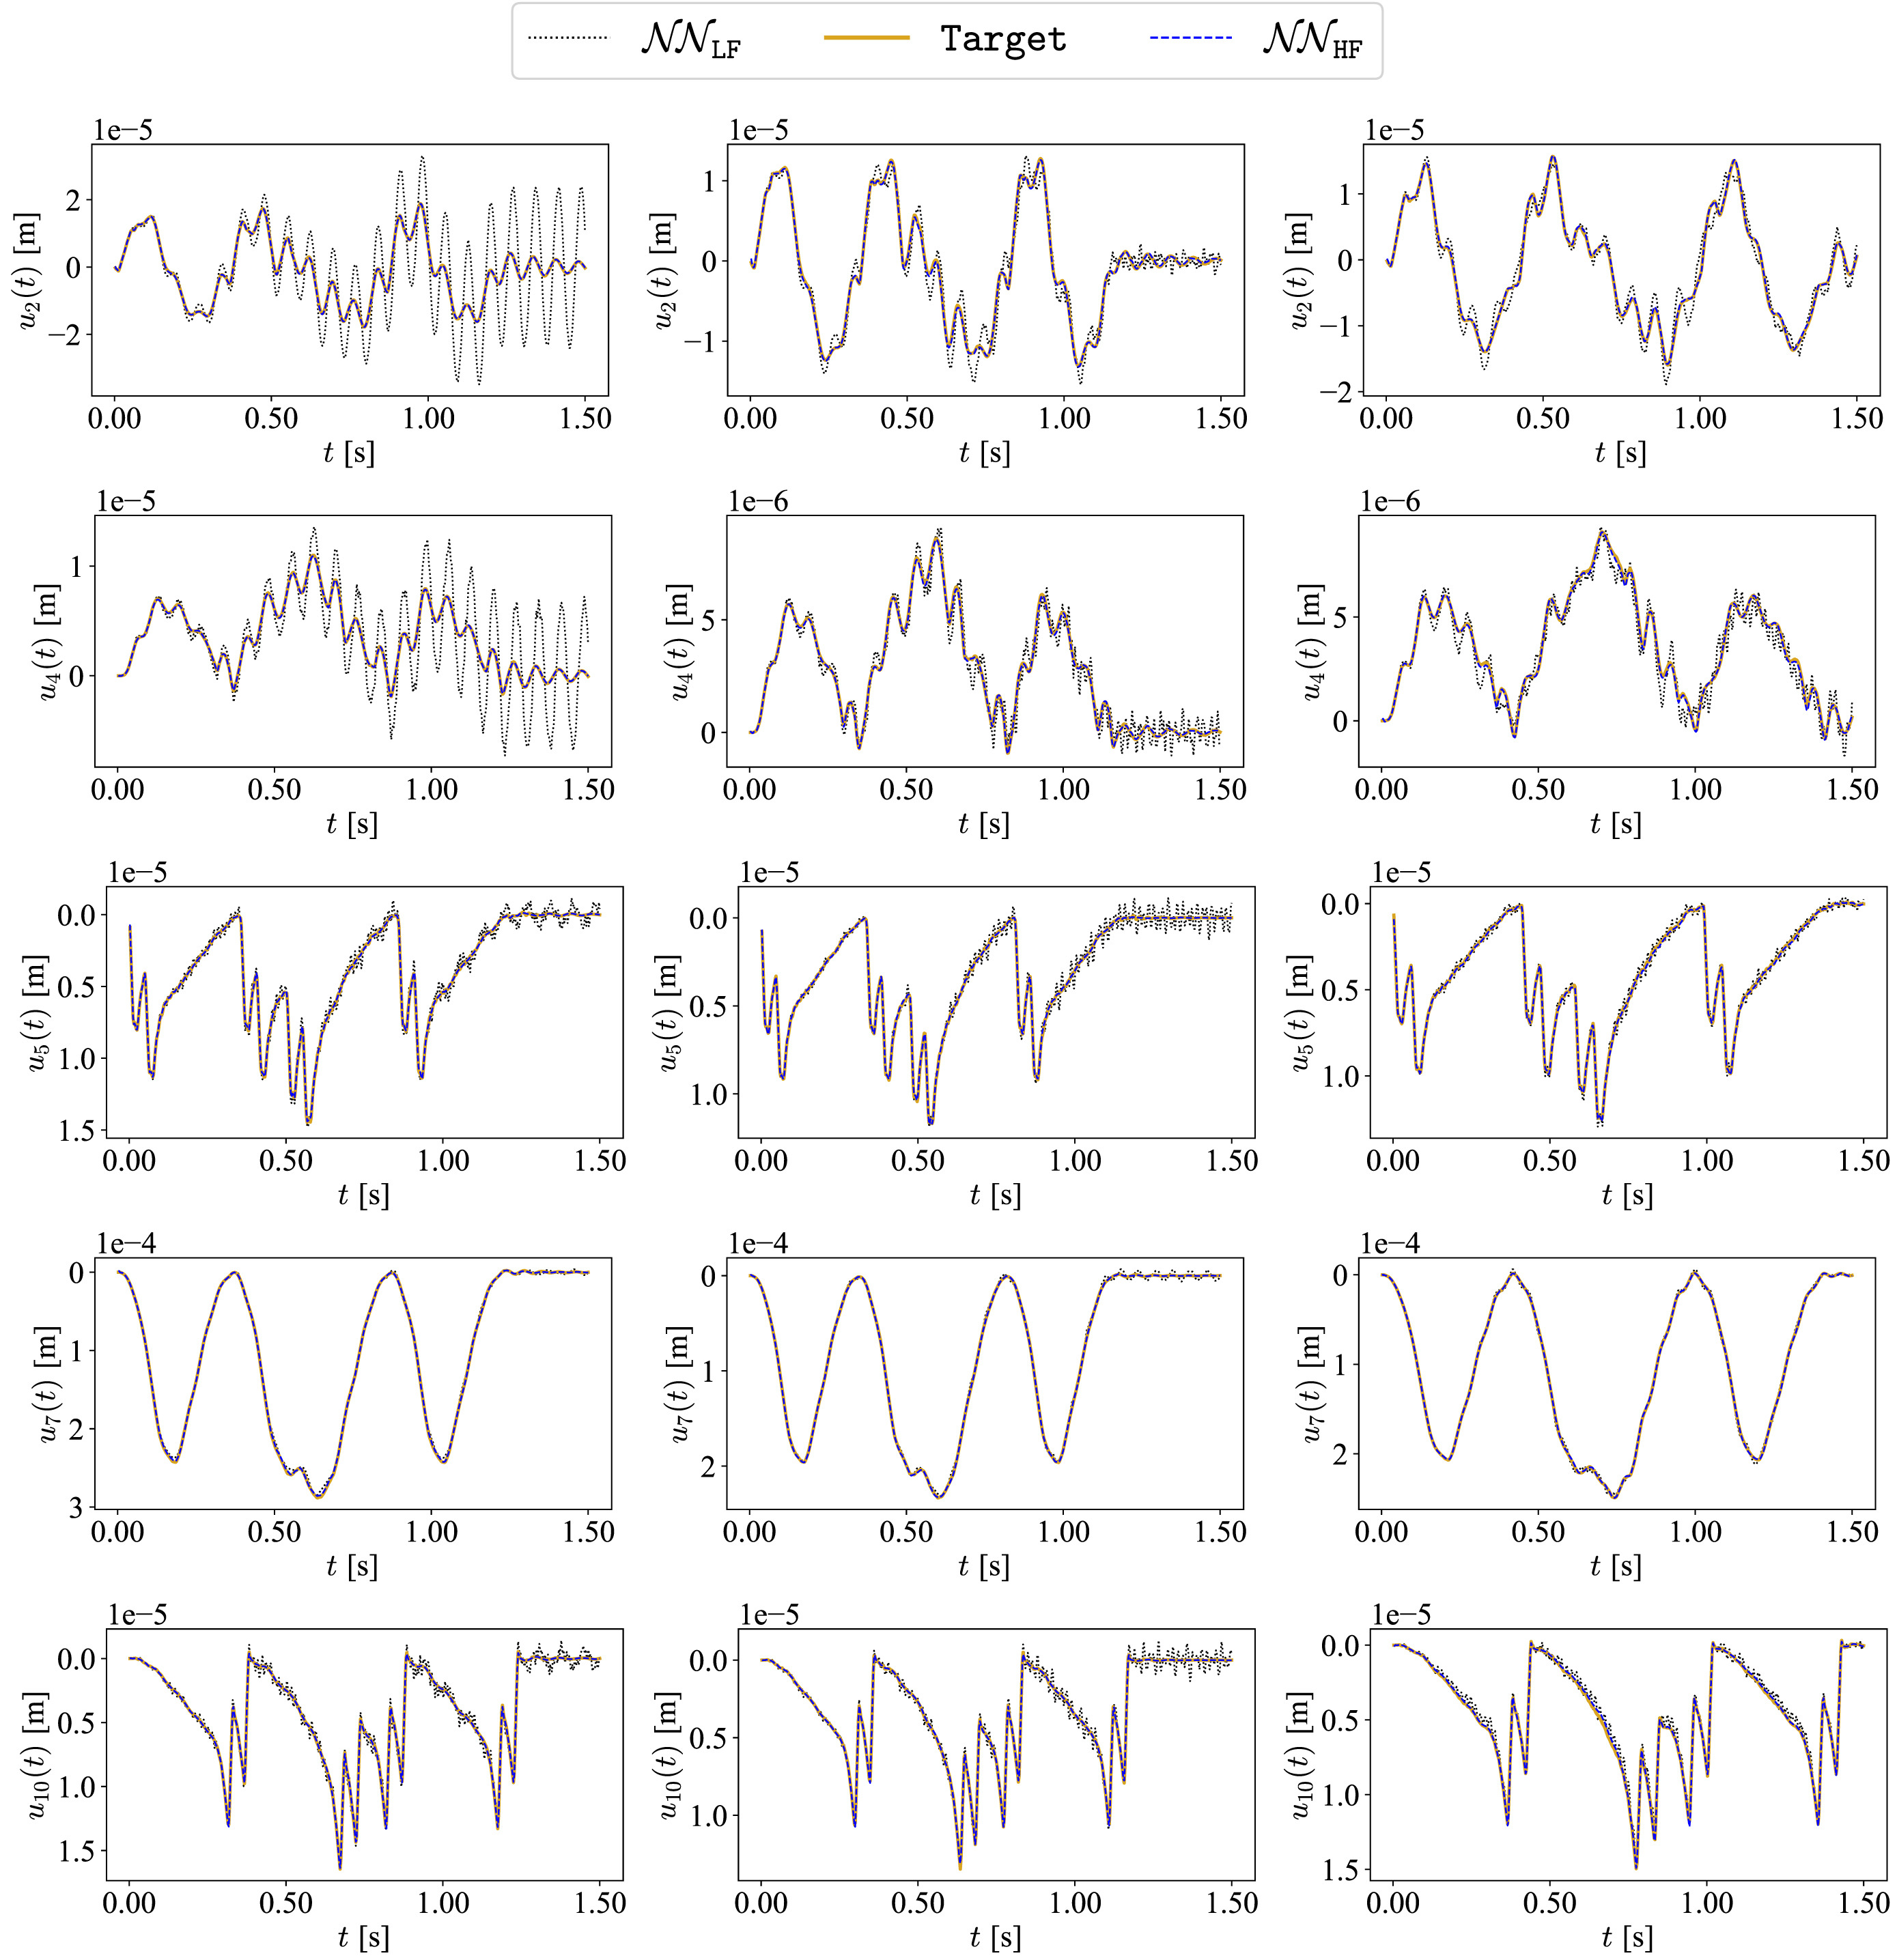 𝒩𝒩_LF Target 𝒩𝒩_HF
1e−5 1e−5 1e−5
u₂(t) [m] 2 0 −2
0.00 0.50 1.00 1.50
t [s]
u₂(t) [m] 1 0 −1
0.00 0.50 1.00 1.50
t [s]
u₂(t) [m] 1 0 −1 −2
0.00 0.50 1.00 1.50
t [s]
1e−5 1e−6 1e−6
u₄(t) [m] 1 0
0.00 0.50 1.00 1.50
t [s]
u₄(t) [m] 5 0
0.00 0.50 1.00 1.50
t [s]
u₄(t) [m] 5 0
0.00 0.50 1.00 1.50
t [s]
1e−5 1e−5 1e−5
u₅(t) [m] 0.0 0.5 1.0 1.5
0.00 0.50 1.00 1.50
t [s]
u₅(t) [m] 0.0 0.5 1.0
0.00 0.50 1.00 1.50
t [s]
u₅(t) [m] 0.0 0.5 1.0
0.00 0.50 1.00 1.50
t [s]
1e−4 1e−4 1e−4
u₇(t) [m] 0 1 2 3
0.00 0.50 1.00 1.50
t [s]
u₇(t) [m] 0 1 2
0.00 0.50 1.00 1.50
t [s]
u₇(t) [m] 0 1 2
0.00 0.50 1.00 1.50
t [s]
1e−5 1e−5 1e−5
u₁₀(t) [m] 0.0 0.5 1.0 1.5
0.00 0.50 1.00 1.50
t [s]
u₁₀(t) [m] 0.0 0.5 1.0
0.00 0.50 1.00 1.50
t [s]
u₁₀(t) [m] 0.0 0.5 1.0 1.5
0.00 0.50 1.00 1.50
t [s]